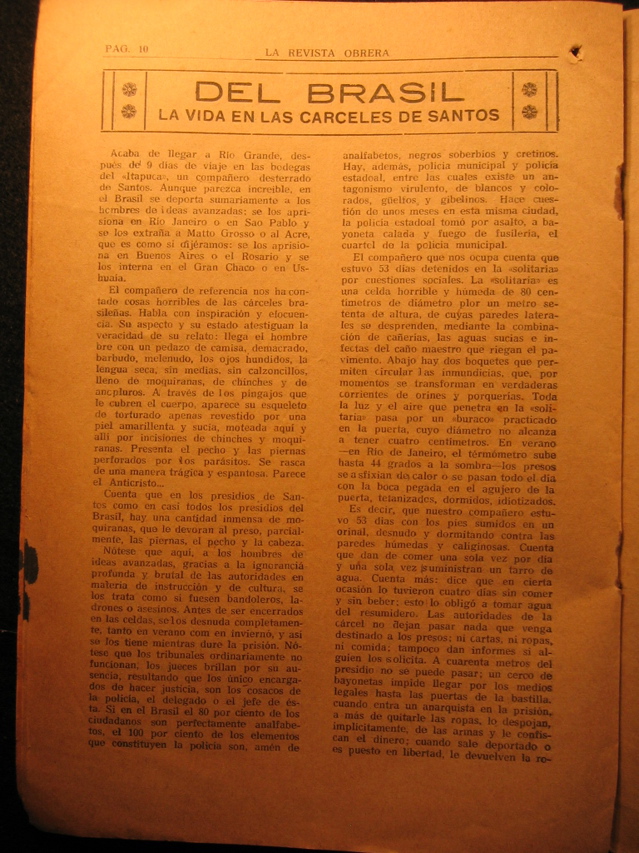 PAG. 10
LA REVISTA OBRERA
DEL BRASIL
LA VIDA EN LAS CARCELES DE SANTOS
Acaba de llegar a Río Grande, des-
pués de 9 días de viaje en las bodegas
del «Itapuca», un compañero desterrado
de Santos. Aunque parezca increíble, en
el Brasil se deporta sumariamente a los
hombres de ideas avanzadas: se los apri-
siona en Río Janeiro o en Sao Pablo y
se los extraña a Matto Grosso o al Acre,
que es como si dijéramos: se los aprisio-
na en Buenos Aires o el Rosario y se
los interna en el Gran Chaco o en Us-
huaia.
El compañero de referencia nos ha con-
tado cosas horribles de las cárceles bra-
sileñas. Habla con inspiración y elocuen-
cia. Su aspecto y su estado atestiguan la
veracidad de su relato: llega el hombre
bre con un pedazo de camisa, demacrado,
barbudo, melenudo, los ojos hundidos, la
lengua seca, sin medias, sin calzoncillos,
lleno de moquiranas, de chinches y de
ancpluros. A través de los pingajos que
le cubren el cuerpo, aparece su esqueleto
de torturado apenas revestido por una
piel amarillenta y sucia, moteada aquí y
allí por incisiones de chinches y moqui-
ranas. Presenta el pecho y las piernas
perforados por los parásitos. Se rasca
de una manera trágica y espantosa. Parece
el Anticristo...
Cuenta que en los presidios de San-
tos como en casi todos los presidios del
Brasil, hay una cantidad inmensa de mo-
quiranas, que lo devoran al preso, parcial-
mente, las piernas, el pecho y la cabeza.
Nótese que aquí, a los hombres de
ideas avanzadas, gracias a la ignorancia
profunda y brutal de las autoridades en
materia de instrucción y de cultura, se
los trata como si fuesen bandoleros, la-
drones o asesinos. Antes de ser encerrados
en las celdas, se los desnuda completamen-
te, tanto en verano com en invierno, y así
se los tiene mientras dure la prisión. Nó-
tese que los tribunales ordinariamente no
funcionan, los jueces brillan por su au-
sencia, resultando que los único encarga-
dos de hacer justicia, son los cosacos de
la policía, el delegado o el jefe de és-
ta. Si en el Brasil el 80 por ciento de los
ciudadanos son perfectamente analfabe-
tos, el 100 por ciento de los elementos
que constituyen la policía son, amén de
analfabetos, negros soberbios y cretinos.
Hay, además, policía municipal y policía
estadoal, entre las cuales existe un an-
tagonismo virulento, de blancos y colo-
rados, güelfos, y gibelinos. Hace cues-
tión de unos meses en esta misma ciudad,
la policía estadoal tomó por asalto, a ba-
yoneta calada y fuego de fusilería, el
cuartel de la policía municipal.
El compañero que nos ocupa cuenta que
estuvo 53 días detenidos en la «solitaria»
por cuestiones sociales. La «solitaria» es
una celda horrible y húmeda de 80 cen-
tímetros de diámetro plor un metro se-
tenta de altura, de cuyas paredes latera-
les se desprenden, mediante la combina-
ción de cañerías, las aguas sucias e in-
fectas del caño maestro que riegan el pa-
vimento. Abajo hay dos boquetes que per-
miten circular las inmundicias, que, por
momentos se transforman en verdaderas
corrientes de orines y porquerías. Toda
la luz y el aire que penetra en la «soli-
taria» pasa por un «buraco» practicado
en la puerta, cuyo diámetro no alcanza
a tener cuatro centímetros. En verano
—en Río de Janeiro, el térmómetro sube
hasta 44 grados a la sombra—los presos
se asfixian de calor o se pasan todo el día
con la boca pegada en el agujero de la
puerta, tetanizados, dormidos, idiotizados.
Es decir, que nuestro compañero estu-
vo 53 días con los pies sumidos en un
orinal, desnudo y dormitando contra las
paredes húmedas y caliginosas. Cuenta
que dan de comer una sola vez por día
y uña sola vez suministran un tarro de
agua. Cuenta más: dice que en cierta
ocasión lo tuvieron cuatro días sin comer
y sin beber; esto lo obligó a tomar agua
del resumidero. Las autoridades de la
cárcel no dejan pasar nada que venga
destinado a los presos; ni cartas, ni ropas,
ni comida; tampoco dan informes si al-
guien los solicita. A cuarenta metros del
presidio no se puede pasar; un cerco de
bayonetas impide llegar por los medios
legales hasta las puertas de la bastilla.
cuando entra un anarquista en la prisión,
a más de quitarle las ropas, lo despojan,
implícitamente, de las arinas y le confis-
can el dinero; cuando sale deportado o
es puesto en libertad, le devuelven la ro-